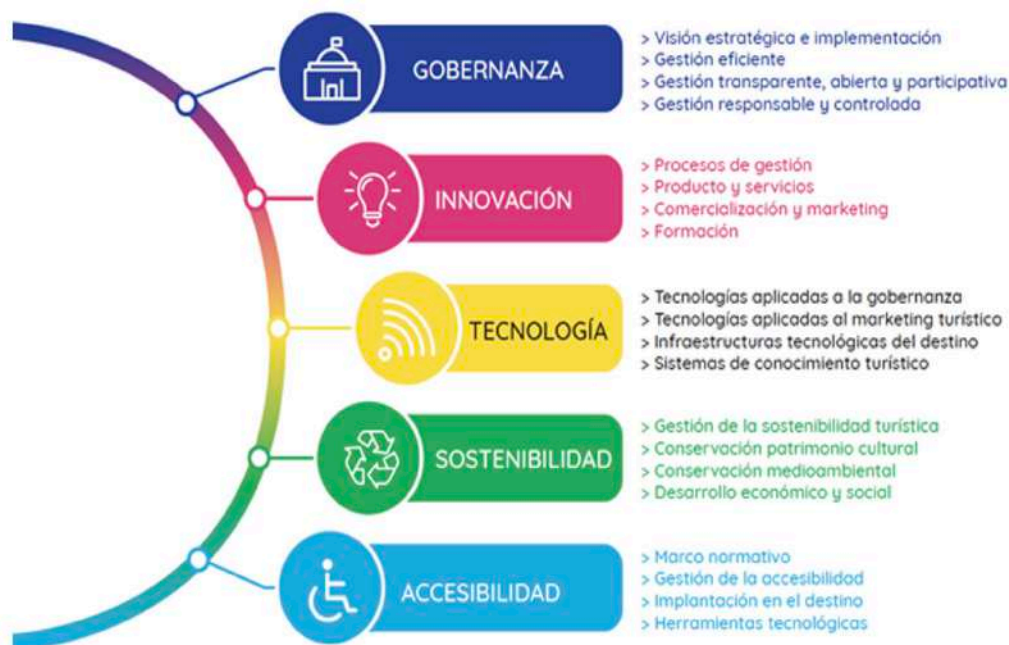 GOBERNANZA
> Visión estratégica e implementación
> Gestión eficiente
> Gestión transparente, abierta y participativa
> Gestión responsable y controlada
INNOVACIÓN
> Procesos de gestión
> Producto y servicios
> Comercialización y marketing
> Formación
TECNOLOGÍA
> Tecnologías aplicadas a la gobernanza
> Tecnologías aplicadas al marketing turístico
> Infraestructuras tecnológicas del destino
> Sistemas de conocimiento turístico
SOSTENIBILIDAD
> Gestión de la sostenibilidad turística
> Conservación patrimonio cultural
> Conservación medioambiental
> Desarrollo económico y social
ACCESIBILIDAD
> Marco normativo
> Gestión de la accesibilidad
> Implantación en el destino
> Herramientas tecnológicas